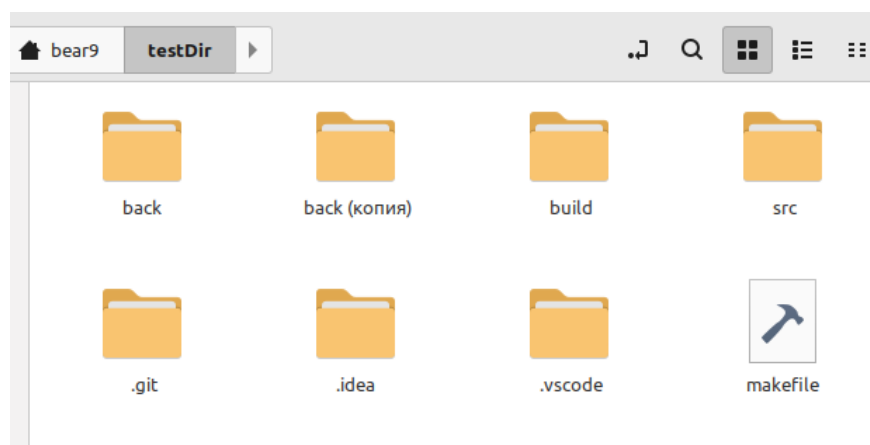 bear9 testDir
back back (копия) build src
.git .idea .vscode makefile